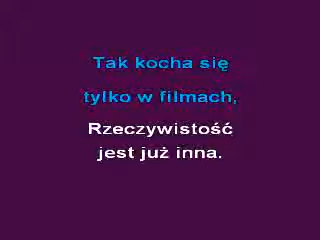 Tak kocha się
tylko w filmach,
Rzeczywistość
jest już inna.